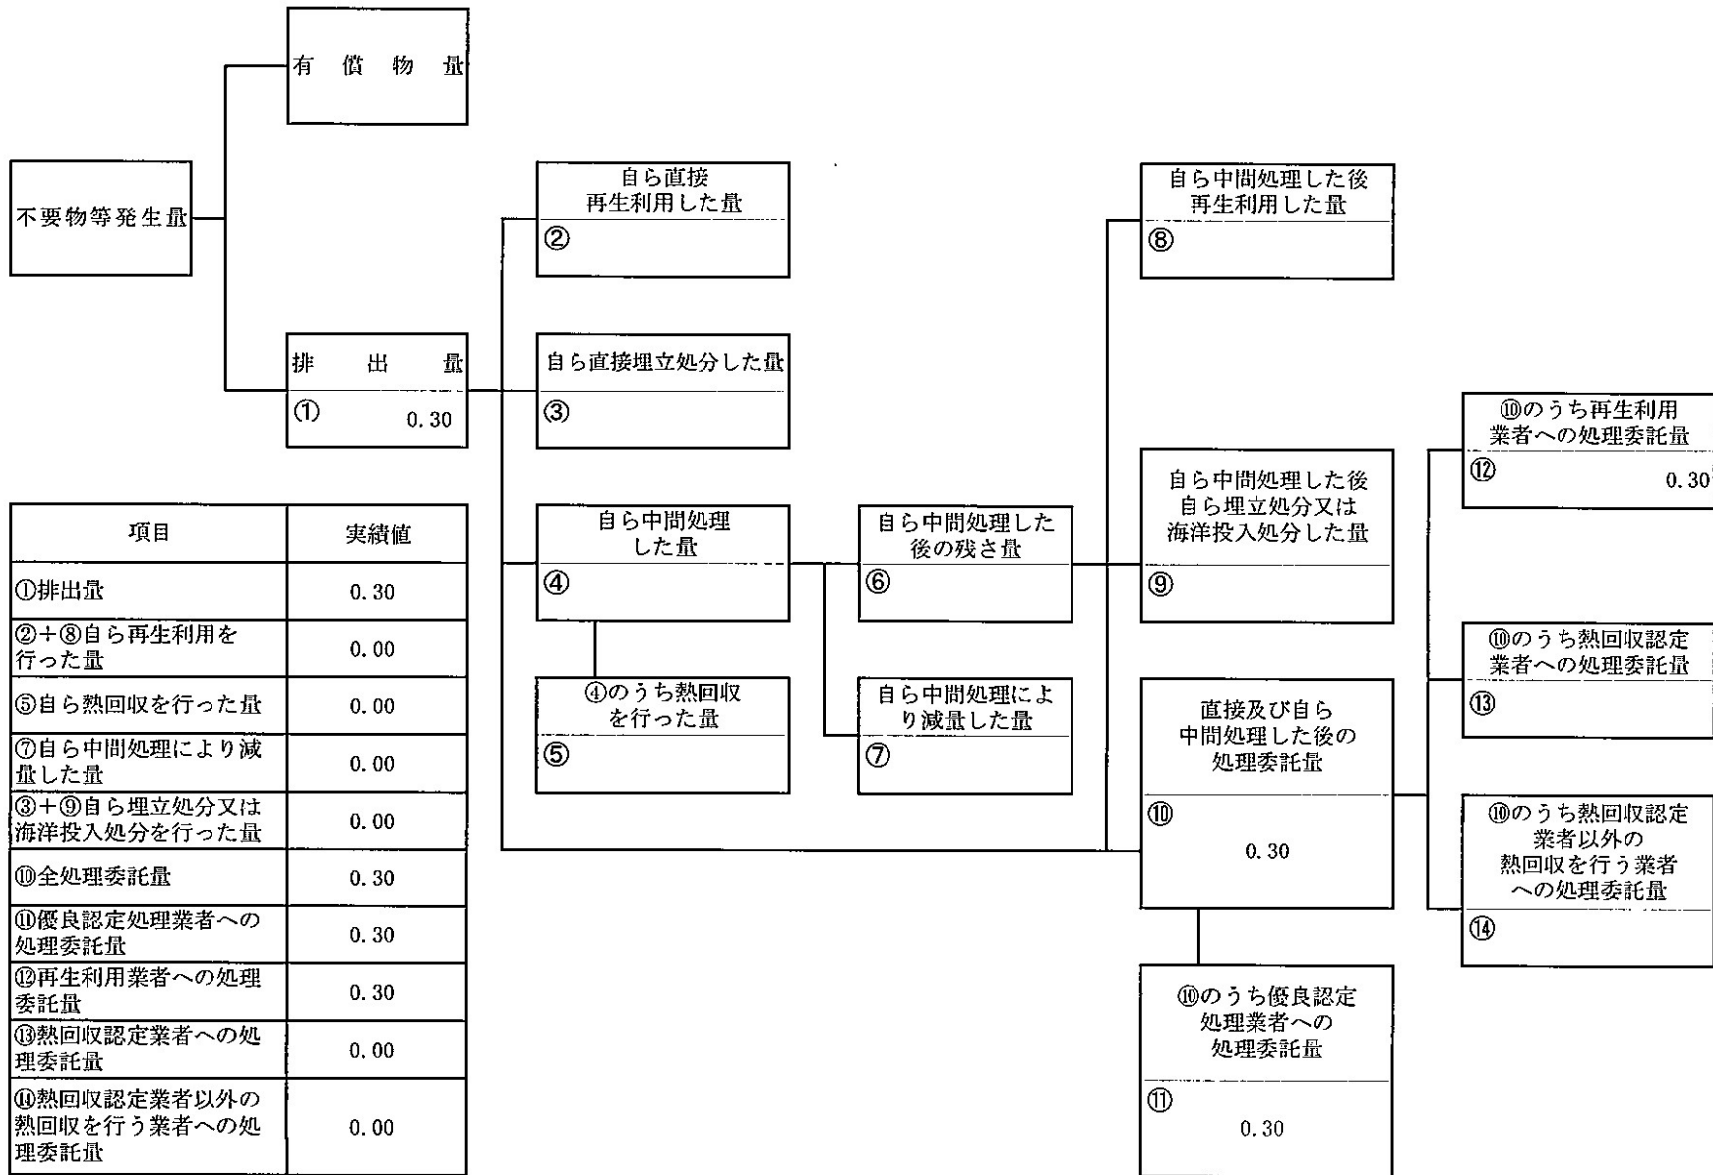 有償物量
不要物等発生量
排出量
① 0.30
自ら直接
再生利用した量
②
自ら直接埋立処分した量
③
自ら中間処理
した量
④
④のうち熱回収
を行った量
⑤
自ら中間処理した
後の残さ量
⑥
自ら中間処理によ
り減量した量
⑦
自ら中間処理した後
再生利用した量
⑧
自ら中間処理した後
自ら埋立処分又は
海洋投入処分した量
⑨
直接及び自ら
中間処理した後の
処理委託量
⑩
0.30
⑩のうち優良認定
処理業者への
処理委託量
⑪
0.30
⑩のうち再生利用
業者への処理委託量
⑫ 0.30
⑩のうち熱回収認定
業者への処理委託量
⑬
⑩のうち熱回収認定
業者以外の
熱回収を行う業者
への処理委託量
⑭
項目 実績値
①排出量 0.30
②+⑧自ら再生利用を
行った量 0.00
⑤自ら熱回収を行った量 0.00
⑦自ら中間処理により減
量した量 0.00
③+⑨自ら埋立処分又は
海洋投入処分を行った量 0.00
⑩全処理委託量 0.30
⑪優良認定処理業者への
処理委託量 0.30
⑫再生利用業者への処理
委託量 0.30
⑬熱回収認定業者への処
理委託量 0.00
⑭熱回収認定業者以外の
熱回収を行う業者への処
理委託量 0.00